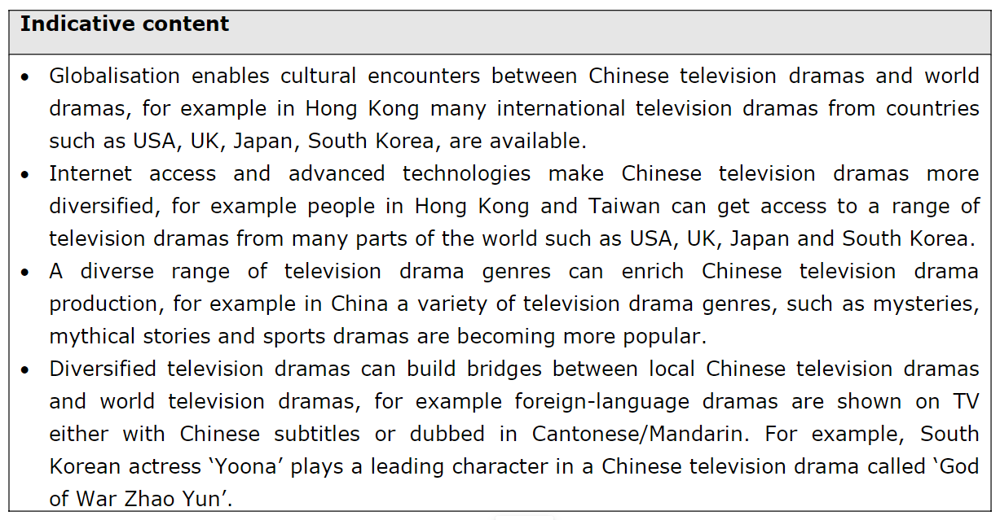 Indicative content
• Globalisation enables cultural encounters between Chinese television dramas and world
dramas, for example in Hong Kong many international television dramas from countries
such as USA, UK, Japan, South Korea, are available.
• Internet access and advanced technologies make Chinese television dramas more
diversified, for example people in Hong Kong and Taiwan can get access to a range of
television dramas from many parts of the world such as USA, UK, Japan and South Korea.
• A diverse range of television drama genres can enrich Chinese television drama
production, for example in China a variety of television drama genres, such as mysteries,
mythical stories and sports dramas are becoming more popular.
• Diversified television dramas can build bridges between local Chinese television dramas
and world television dramas, for example foreign-language dramas are shown on TV
either with Chinese subtitles or dubbed in Cantonese/Mandarin. For example, South
Korean actress ‘Yoona’ plays a leading character in a Chinese television drama called ‘God
of War Zhao Yun’.